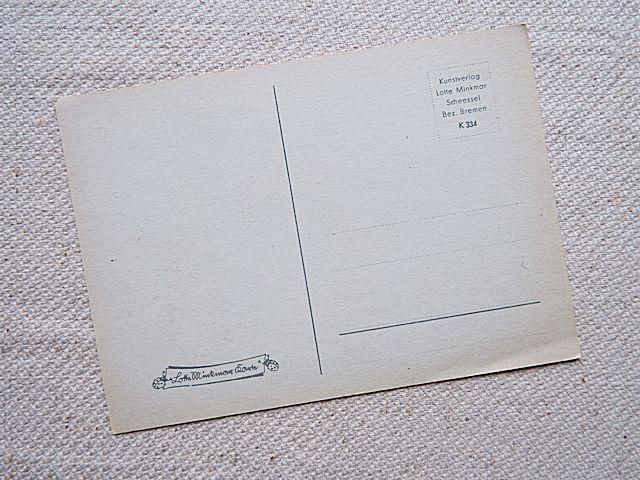 Kunstverlag
Lotte Minkmar
Scheessel
Bez. Bremen
K 334
Lotte Minkmar Karte